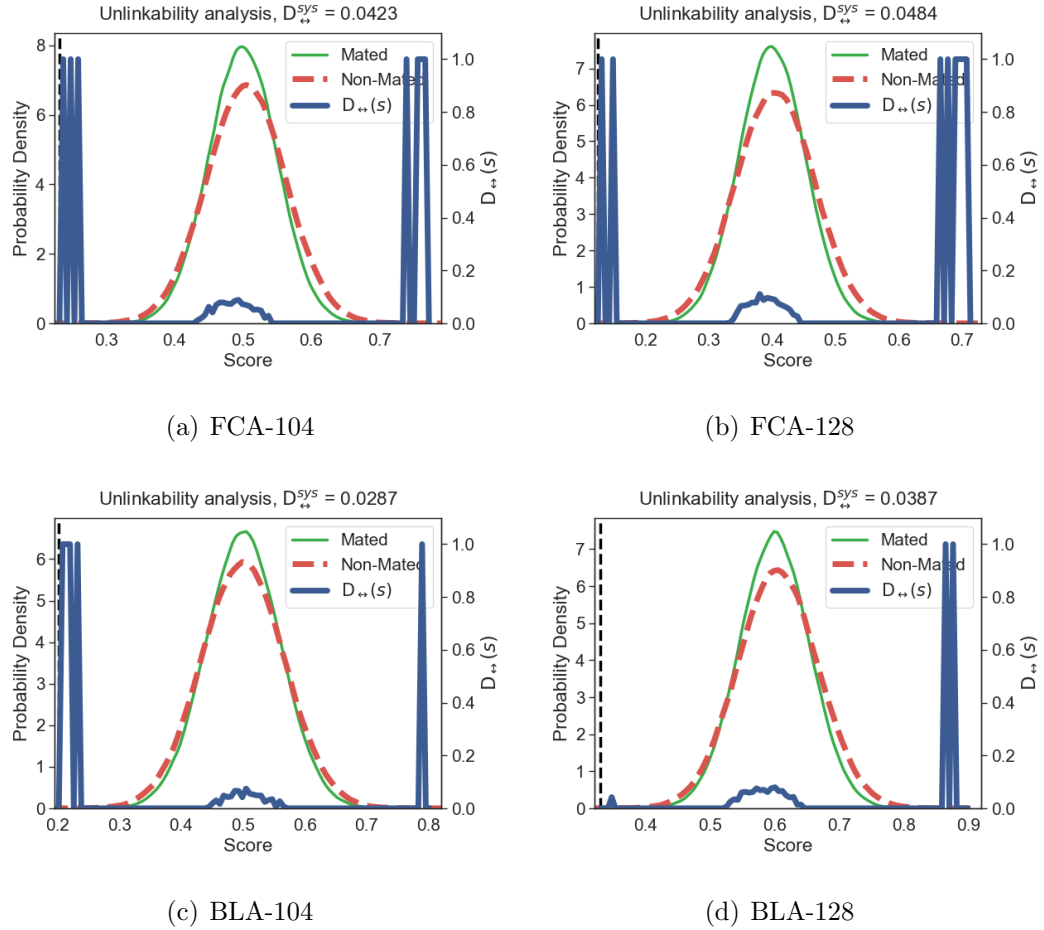 Unlinkability analysis, D↔^sys = 0.0423
8
6
4
2
0
Probability Density
Mated
Non-Mated
D↔(s)
1.0
0.8
0.6
0.4
0.2
0.0
D↔(s)
0.3 0.4 0.5 0.6 0.7
Score
(a) FCA-104
Unlinkability analysis, D↔^sys = 0.0484
7
6
5
4
3
2
1
0
Probability Density
Mated
Non-Mated
D↔(s)
1.0
0.8
0.6
0.4
0.2
0.0
D↔(s)
0.2 0.3 0.4 0.5 0.6 0.7
Score
(b) FCA-128
Unlinkability analysis, D↔^sys = 0.0287
6
5
4
3
2
1
0
Probability Density
Mated
Non-Mated
D↔(s)
1.0
0.8
0.6
0.4
0.2
0.0
D↔(s)
0.2 0.3 0.4 0.5 0.6 0.7 0.8
Score
(c) BLA-104
Unlinkability analysis, D↔^sys = 0.0387
7
6
5
4
3
2
1
0
Probability Density
Mated
Non-Mated
D↔(s)
1.0
0.8
0.6
0.4
0.2
0.0
D↔(s)
0.4 0.5 0.6 0.7 0.8 0.9
Score
(d) BLA-128